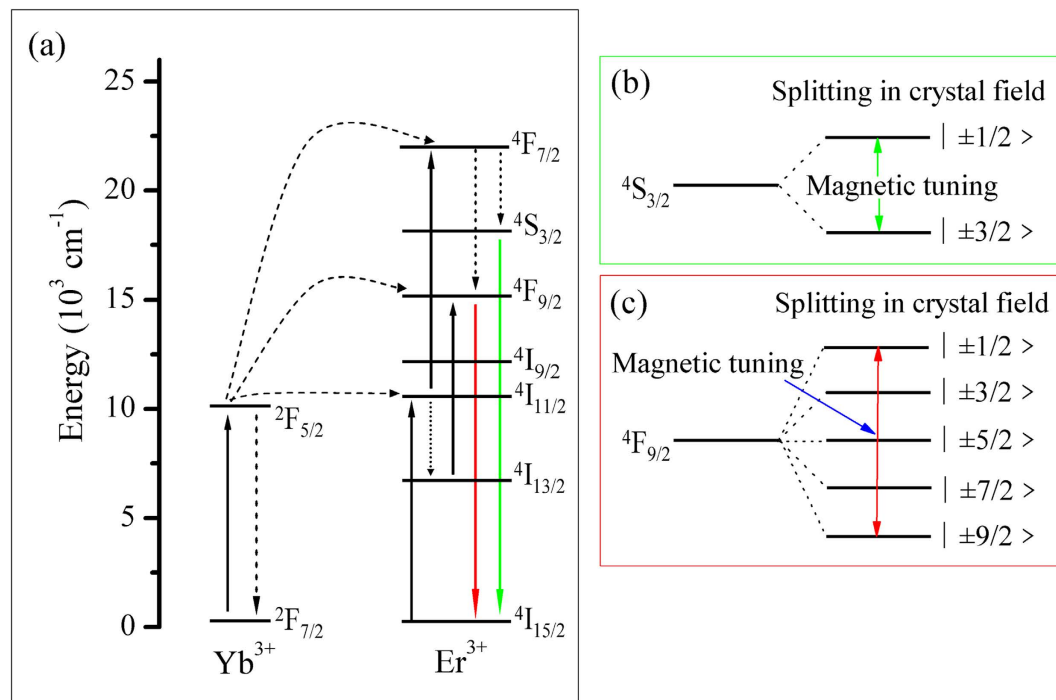 (a)
25
20
15
10
5
0
Energy (10³ cm⁻¹)
⁴F₇/₂
⁴S₃/₂
⁴F₉/₂
⁴I₉/₂
⁴I₁₁/₂
⁴I₁₃/₂
⁴I₁₅/₂
²F₅/₂
²F₇/₂
Yb³⁺
Er³⁺
(b)
Splitting in crystal field
| ±1/2 >
⁴S₃/₂
Magnetic tuning
| ±3/2 >
(c)
Splitting in crystal field
| ±1/2 >
Magnetic tuning
| ±3/2 >
⁴F₉/₂
| ±5/2 >
| ±7/2 >
| ±9/2 >